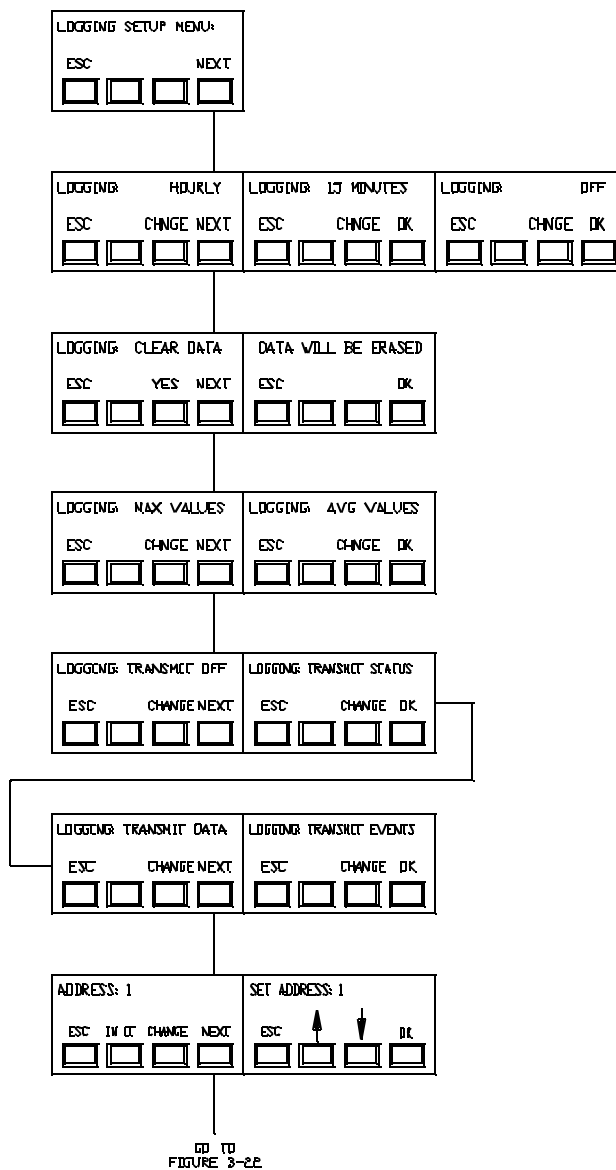 LOGGING SETUP MENU:
ESC NEXT
LOGGING: HOURLY
ESC CHNGE NEXT
LOGGING: 15 MINUTES
ESC CHNGE OK
LOGGING: OFF
ESC CHNGE OK
LOGGING: CLEAR DATA
ESC YES NEXT
DATA WILL BE ERASED
ESC OK
LOGGING: MAX VALUES
ESC CHNGE NEXT
LOGGING: AVG VALUES
ESC CHNGE OK
LOGGING: TRANSMIT OFF
ESC CHANGE NEXT
LOGGING: TRANSMIT STATUS
ESC CHANGE OK
LOGGING: TRANSMIT DATA
ESC CHANGE NEXT
LOGGING: TRANSMIT EVENTS
ESC CHANGE OK
ADDRESS: 1
ESC CHANGE NEXT
SET ADDRESS: 1
ESC OK
GO TO
FIGURE